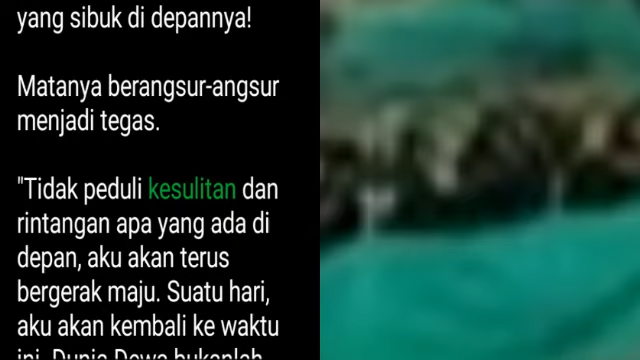 yang sibuk di depannya!
Matanya berangsur-angsur
menjadi tegas.
"Tidak peduli kesulitan dan
rintangan apa yang ada di
depan, aku akan terus
bergerak maju. Suatu hari,
aku akan kembali ke waktu
ini. Dunia Dewa bukanlah